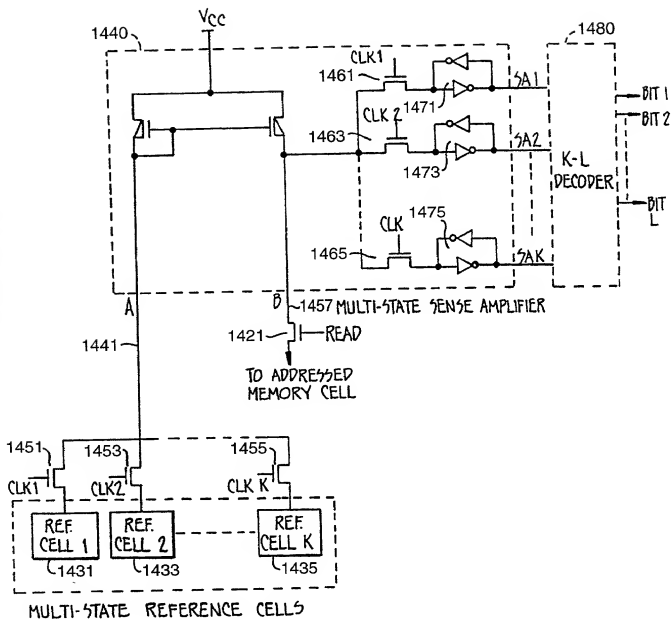 1440
VCC
1480
CLK1
1461
1471
SA1
BIT 1
BIT 2
CLK 2
1463
1473
SA2
K-L
DECODER
CLK
1475
1465
SAK
BIT
L
A
B
1457
MULTI-STATE SENSE AMPLIFIER
1421
READ
1441
TO ADDRESSED
MEMORY CELL
1451
1453
1455
CLK1
CLK2
CLK K
REF.
CELL 1
REF.
CELL 2
REF.
CELL K
1431
1433
1435
MULTI-STATE REFERENCE CELLS